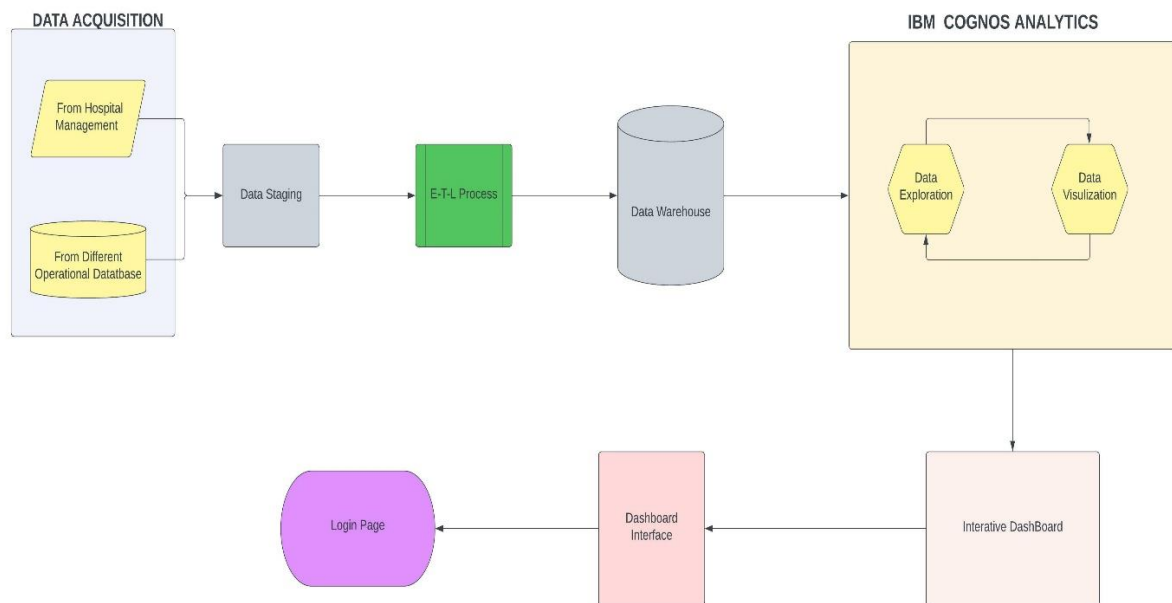 DATA ACQUISITION
IBM COGNOS ANALYTICS
From Hospital
Management
From Different
Operational Datatbase
Data Staging
E-T-L Process
Data Warehouse
Data
Exploration
Data
Visulization
Login Page
Dashboard
Interface
Interative DashBoard